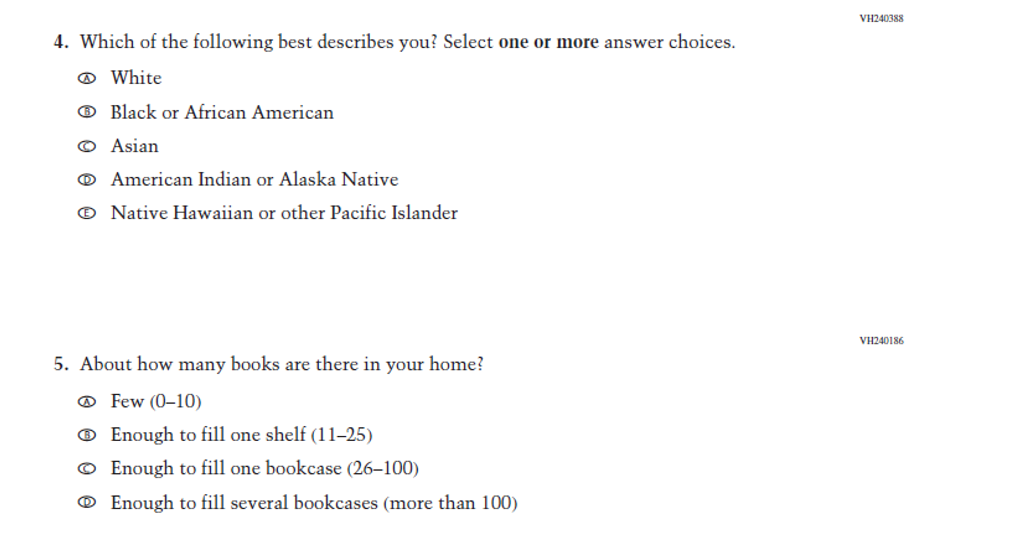 VH240388
4. Which of the following best describes you? Select one or more answer choices.
Ⓐ White
Ⓑ Black or African American
Ⓒ Asian
Ⓓ American Indian or Alaska Native
Ⓔ Native Hawaiian or other Pacific Islander
VH240186
5. About how many books are there in your home?
Ⓐ Few (0–10)
Ⓑ Enough to fill one shelf (11–25)
Ⓒ Enough to fill one bookcase (26–100)
Ⓓ Enough to fill several bookcases (more than 100)